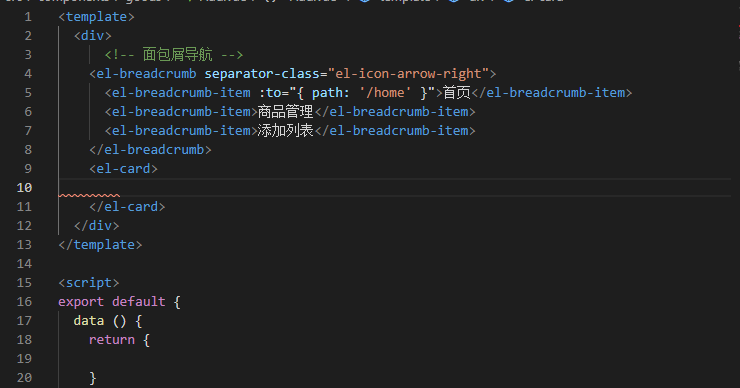 1 <template>
2 <div>
3 <!-- 面包屑导航 -->
4 <el-breadcrumb separator-class="el-icon-arrow-right">
5 <el-breadcrumb-item :to="{ path: '/home' }">首页</el-breadcrumb-item>
6 <el-breadcrumb-item>商品管理</el-breadcrumb-item>
7 <el-breadcrumb-item>添加列表</el-breadcrumb-item>
8 </el-breadcrumb>
9 <el-card>
10
11 </el-card>
12 </div>
13 </template>
14
15 <script>
16 export default {
17 data () {
18 return {
19
20 }